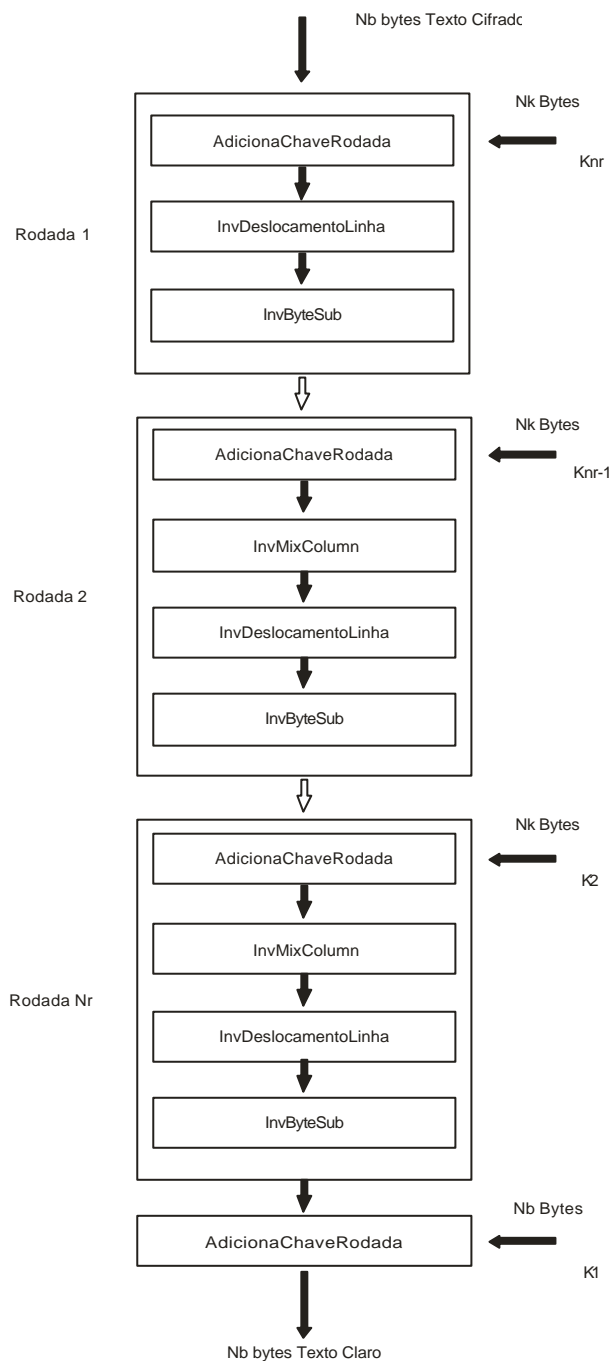 Nb bytes Texto Cifrado
Nk Bytes
AdicionaChaveRodada
Knr
Rodada 1
InvDeslocamentoLinha
InvByteSub
Nk Bytes
AdicionaChaveRodada
Knr-1
InvMixColumn
Rodada 2
InvDeslocamentoLinha
InvByteSub
Nk Bytes
AdicionaChaveRodada
K2
InvMixColumn
Rodada Nr
InvDeslocamentoLinha
InvByteSub
Nb Bytes
AdicionaChaveRodada
K1
Nb bytes Texto Claro